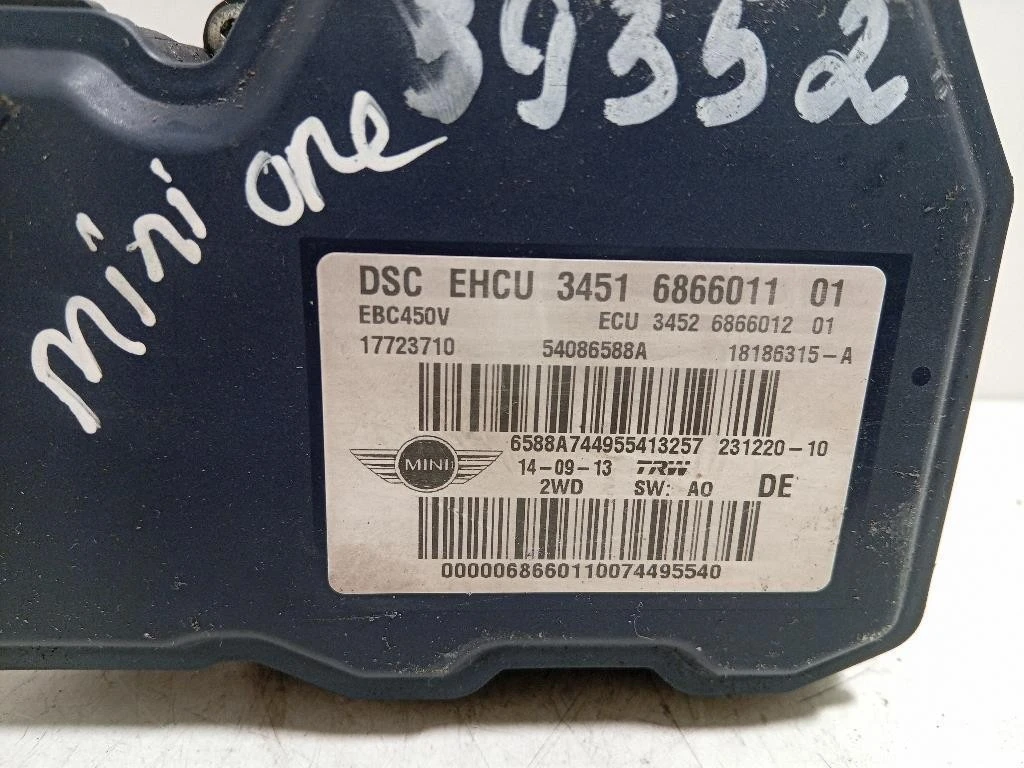 39352
mini one
DSC EHCU 3451 6866011 01
EBC450V ECU 3452 6866012 01
17723710 54086588A 18186315-A
6588A744955413257 231220-10
MINI 14-09-13 TRW
2WD SW: A0 DE
0000068660110074495540